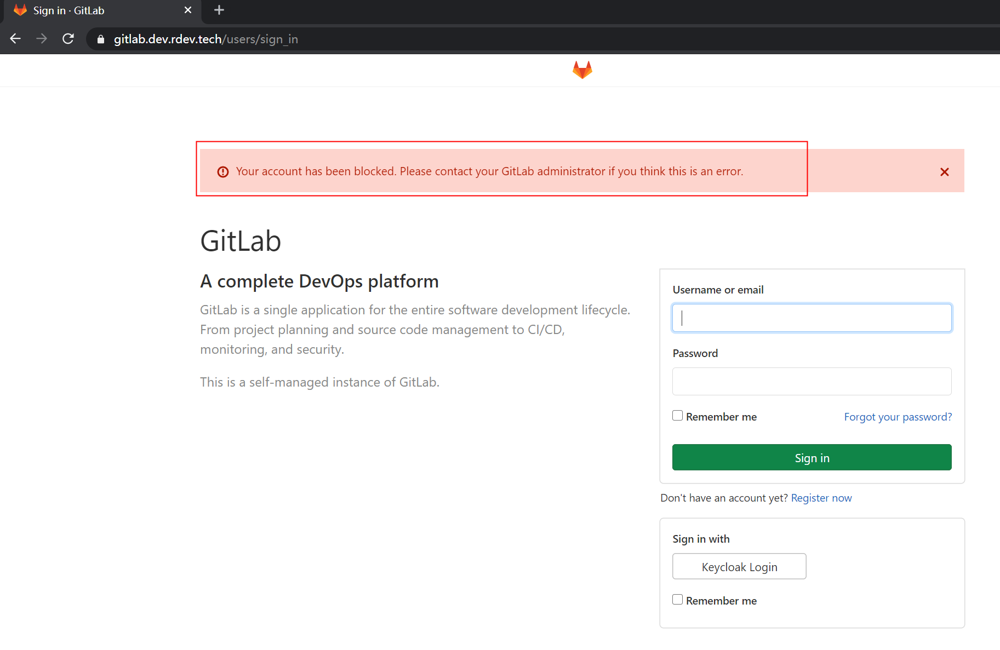 Sign in · GitLab
gitlab.dev.rdev.tech/users/sign_in
Your account has been blocked. Please contact your GitLab administrator if you think this is an error.
GitLab
A complete DevOps platform
GitLab is a single application for the entire software development lifecycle.
From project planning and source code management to CI/CD,
monitoring, and security.
This is a self-managed instance of GitLab.
Username or email
Password
Remember me
Forgot your password?
Sign in
Don't have an account yet? Register now
Sign in with
Keycloak Login
Remember me